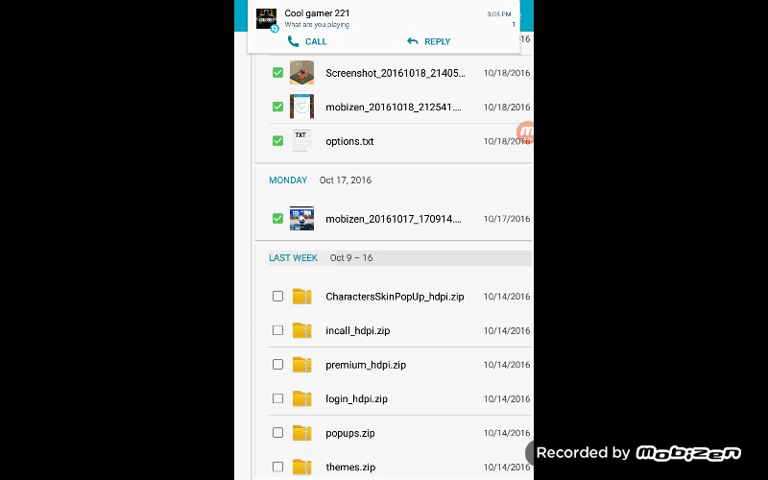 Cool gamer 221
3:05 PM
What are you playing
1
CALL
REPLY
16
Screenshot_20161018_21405...
10/18/2016
mobizen_20161018_212541....
10/18/2016
TXT
options.txt
10/18/2016
MONDAY Oct 17, 2016
mobizen_20161017_170914....
10/17/2016
LAST WEEK Oct 9 – 16
CharactersSkinPopUp_hdpi.zip
10/14/2016
incall_hdpi.zip
10/14/2016
premium_hdpi.zip
10/14/2016
login_hdpi.zip
10/14/2016
popups.zip
10/14/2016
themes.zip
10/14/2016
Recorded by Mobizen